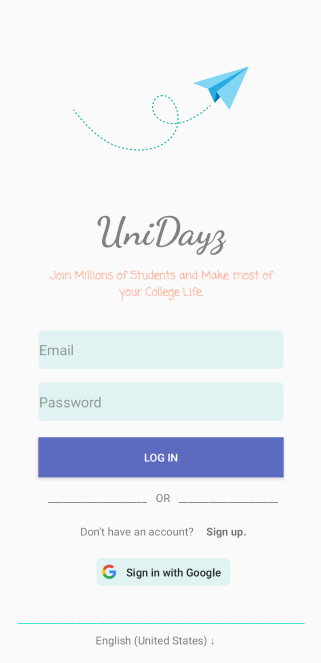 UniDayz
Join Millions of Students and Make most of
your College Life.
Email
Password
LOG IN
OR
Don't have an account? Sign up.
Sign in with Google
English (United States) ↓